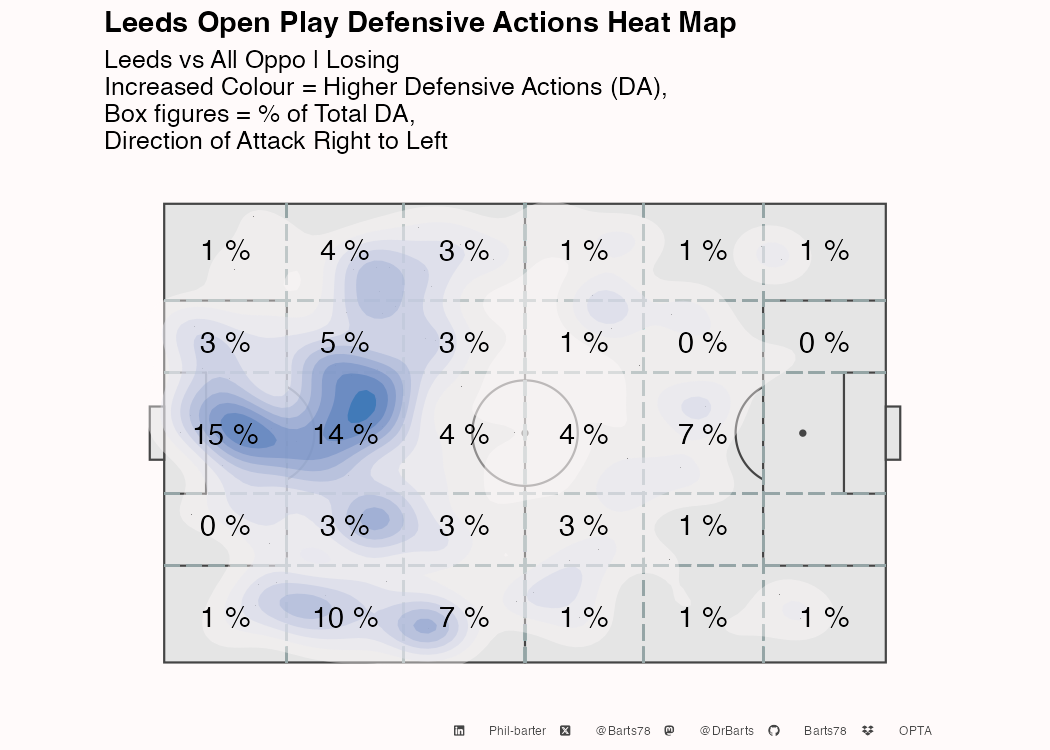 Leeds Open Play Defensive Actions Heat Map
Leeds vs All Oppo | Losing
Increased Colour = Higher Defensive Actions (DA),
Box figures = % of Total DA,
Direction of Attack Right to Left
1 % 4 % 3 % 1 % 1 % 1 %
3 % 5 % 3 % 1 % 0 % 0 %
15 % 14 % 4 % 4 % 7 %
0 % 3 % 3 % 3 % 1 %
1 % 10 % 7 % 1 % 1 % 1 %
Phil-barter @Barts78 @DrBarts Barts78 OPTA